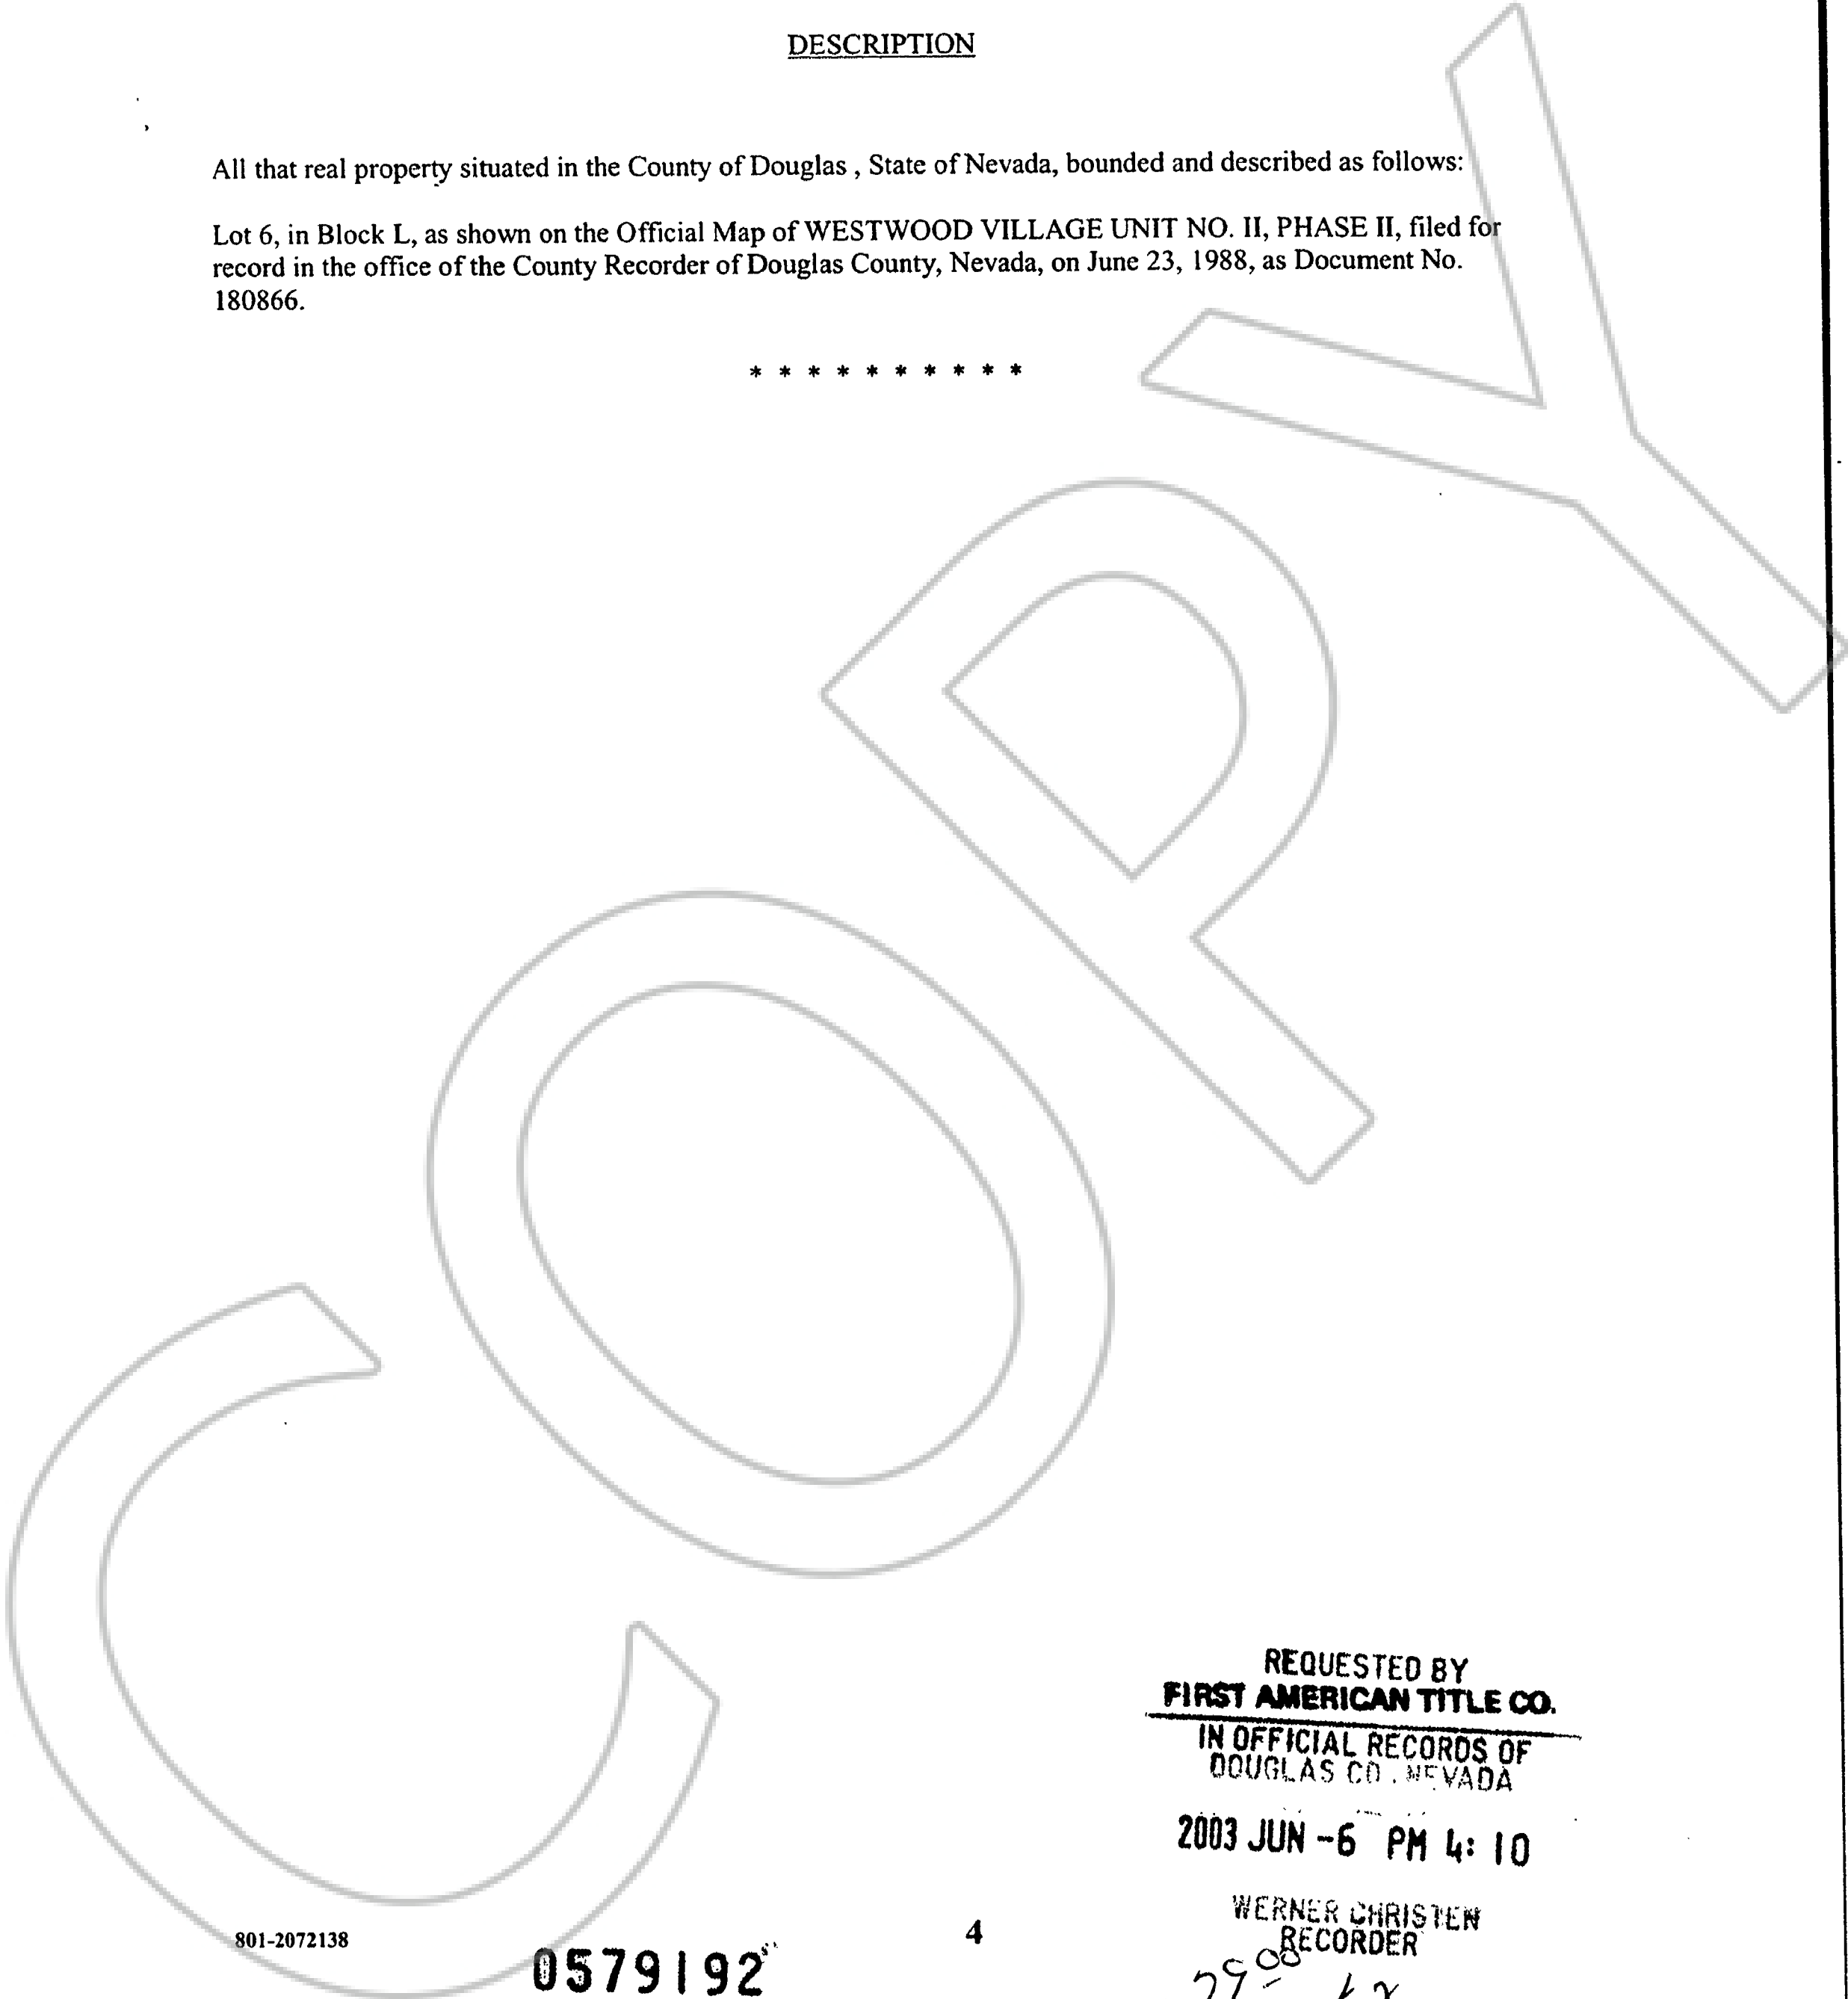 DESCRIPTION
All that real property situated in the County of Douglas , State of Nevada, bounded and described as follows:
Lot 6, in Block L, as shown on the Official Map of WESTWOOD VILLAGE UNIT NO. II, PHASE II, filed for
record in the office of the County Recorder of Douglas County, Nevada, on June 23, 1988, as Document No.
180866.
* * * * * * * * * *
COPY
REQUESTED BY
FIRST AMERICAN TITLE CO.
IN OFFICIAL RECORDS OF
DOUGLAS CO. NEVADA
2003 JUN -6 PM 4: 10
WERNER CHRISTEN
RECORDER
801-2072138
0579192
4